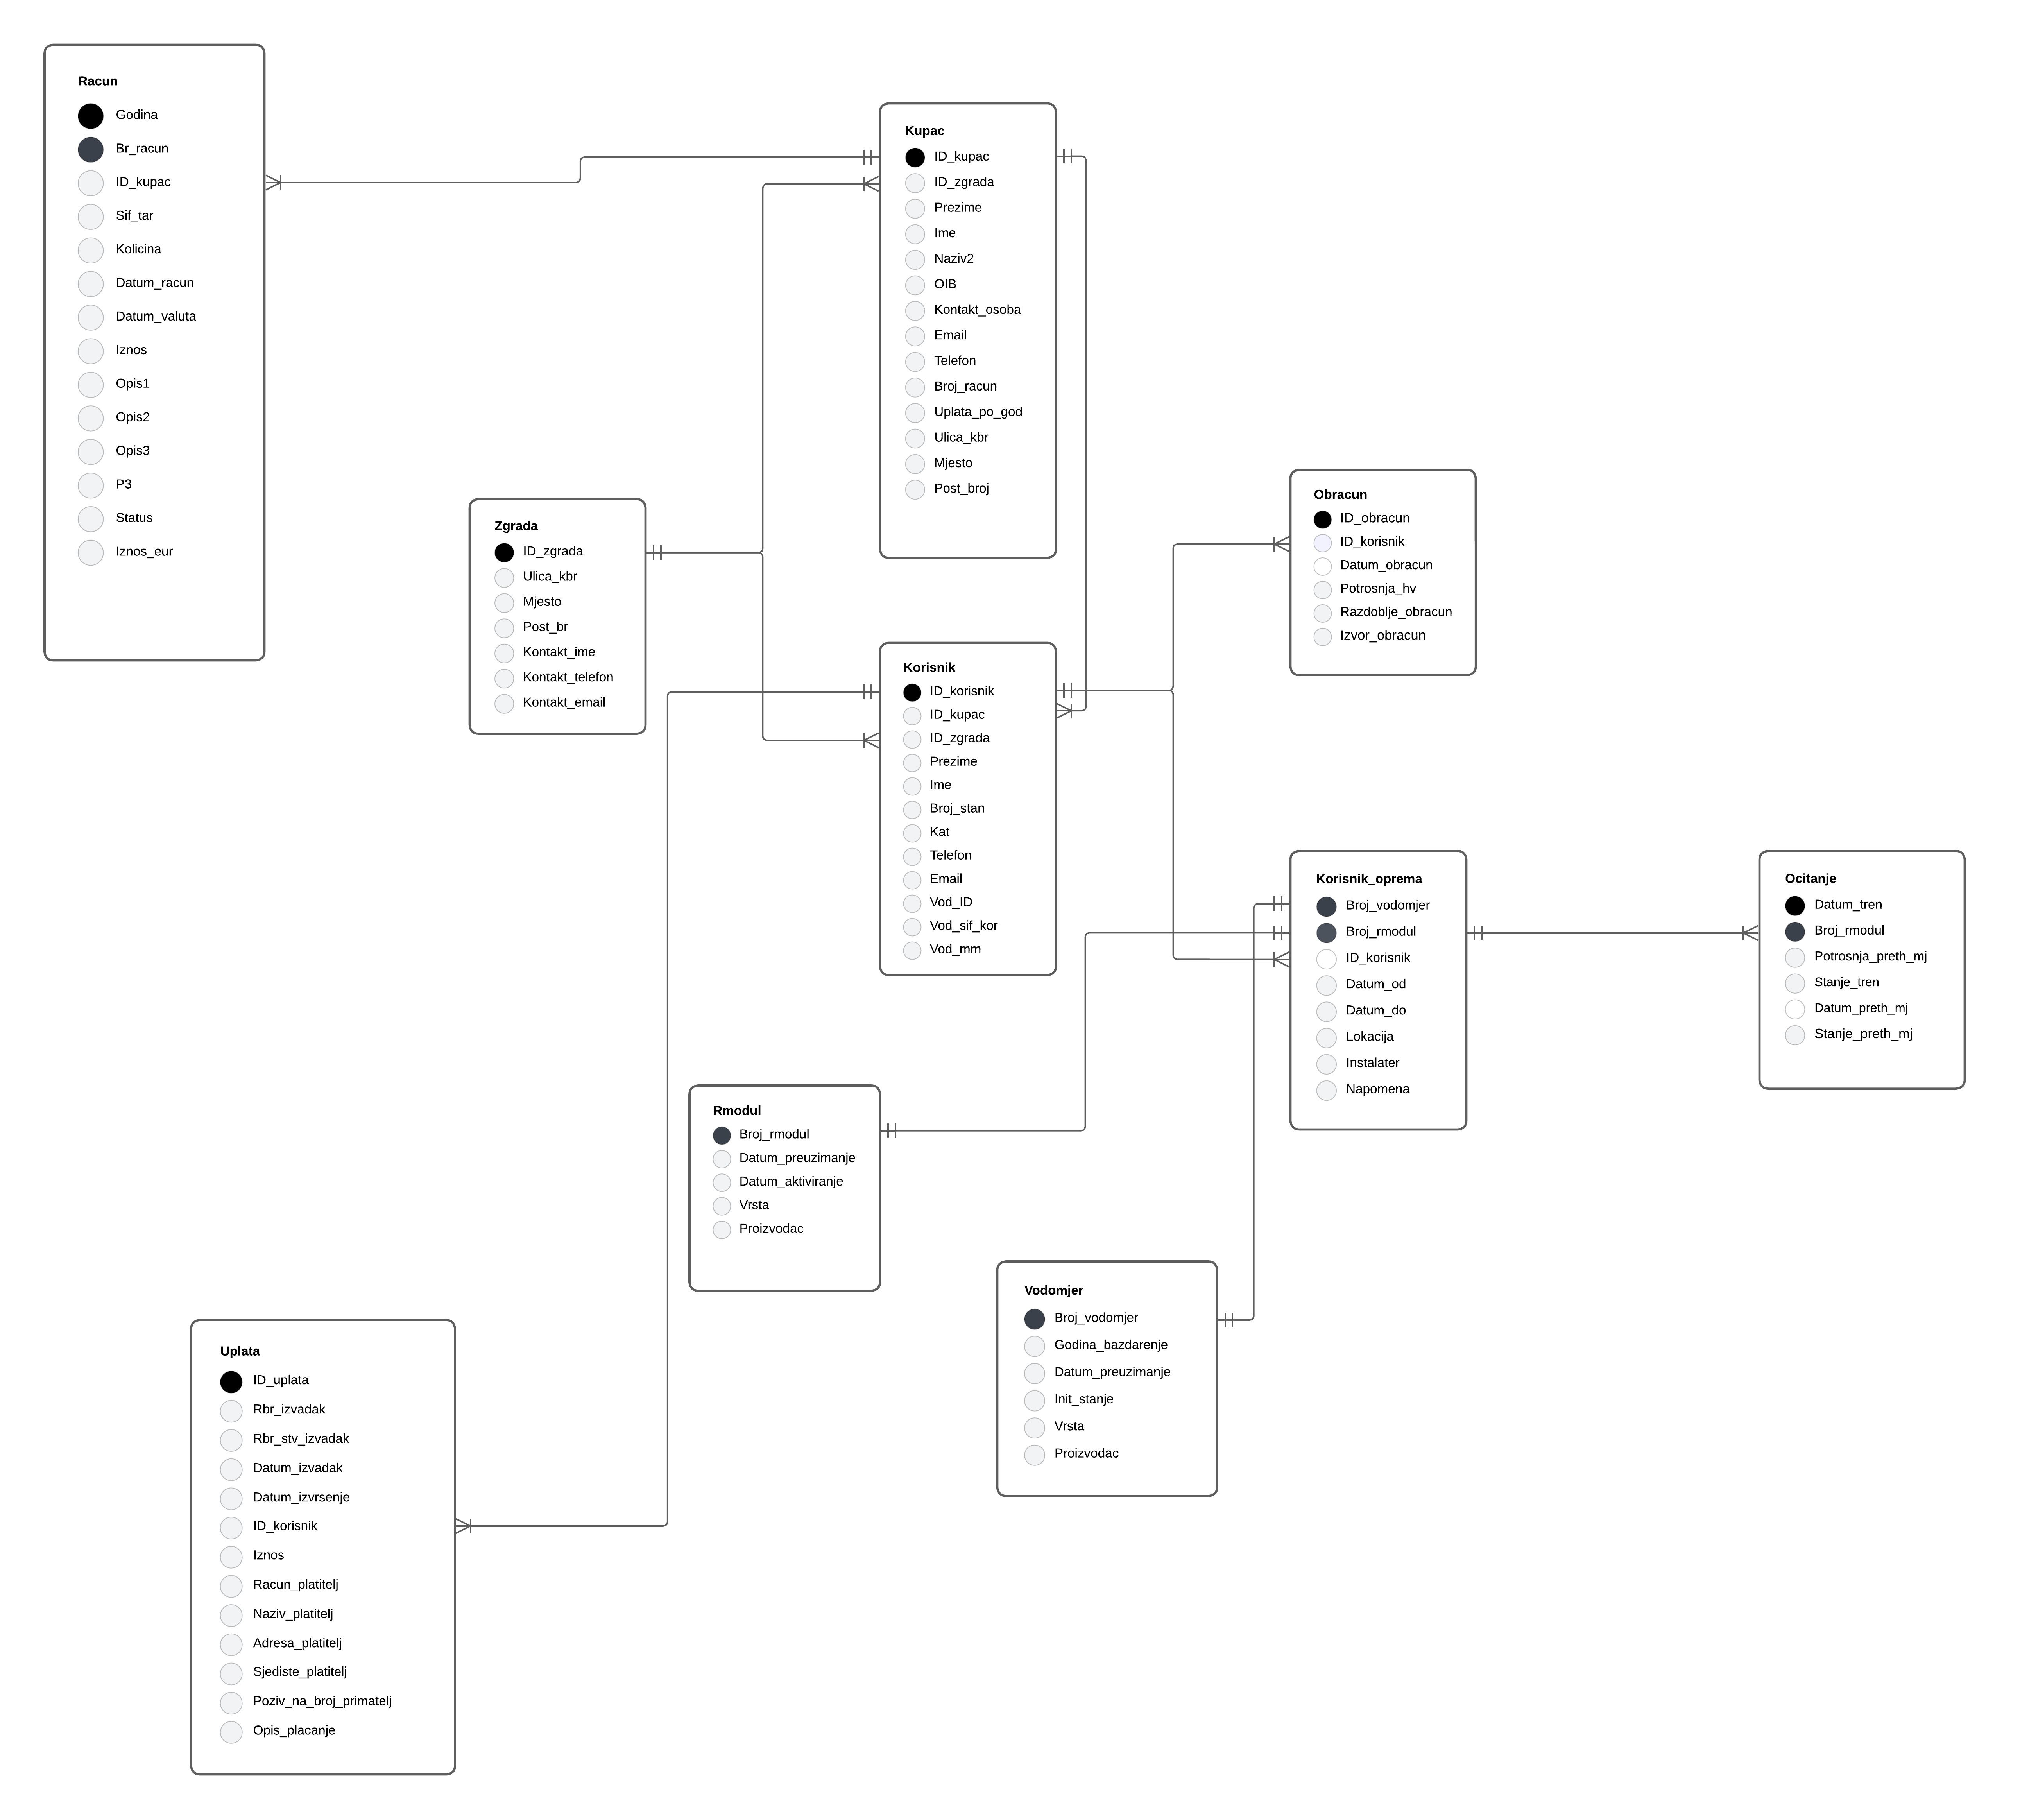 Racun
Godina
Br_racun
ID_kupac
Sif_tar
Kolicina
Datum_racun
Datum_valuta
Iznos
Opis1
Opis2
Opis3
P3
Status
Iznos_eur
Kupac
ID_kupac
ID_zgrada
Prezime
Ime
Naziv2
OIB
Kontakt_osoba
Email
Telefon
Broj_racun
Uplata_po_god
Ulica_kbr
Mjesto
Post_broj
Zgrada
ID_zgrada
Ulica_kbr
Mjesto
Post_br
Kontakt_ime
Kontakt_telefon
Kontakt_email
Obracun
ID_obracun
ID_korisnik
Datum_obracun
Potrosnja_hv
Razdoblje_obracun
Izvor_obracun
Korisnik
ID_korisnik
ID_kupac
ID_zgrada
Prezime
Ime
Broj_stan
Kat
Telefon
Email
Vod_ID
Vod_sif_kor
Vod_mm
Korisnik_oprema
Broj_vodomjer
Broj_rmodul
ID_korisnik
Datum_od
Datum_do
Lokacija
Instalater
Napomena
Ocitanje
Datum_tren
Broj_rmodul
Potrosnja_preth_mj
Stanje_tren
Datum_preth_mj
Stanje_preth_mj
Rmodul
Broj_rmodul
Datum_preuzimanje
Datum_aktiviranje
Vrsta
Proizvodac
Vodomjer
Broj_vodomjer
Godina_bazdarenje
Datum_preuzimanje
Init_stanje
Vrsta
Proizvodac
Uplata
ID_uplata
Rbr_izvadak
Rbr_stv_izvadak
Datum_izvadak
Datum_izvrsenje
ID_korisnik
Iznos
Racun_platitelj
Naziv_platitelj
Adresa_platitelj
Sjediste_platitelj
Poziv_na_broj_primatelj
Opis_placanje